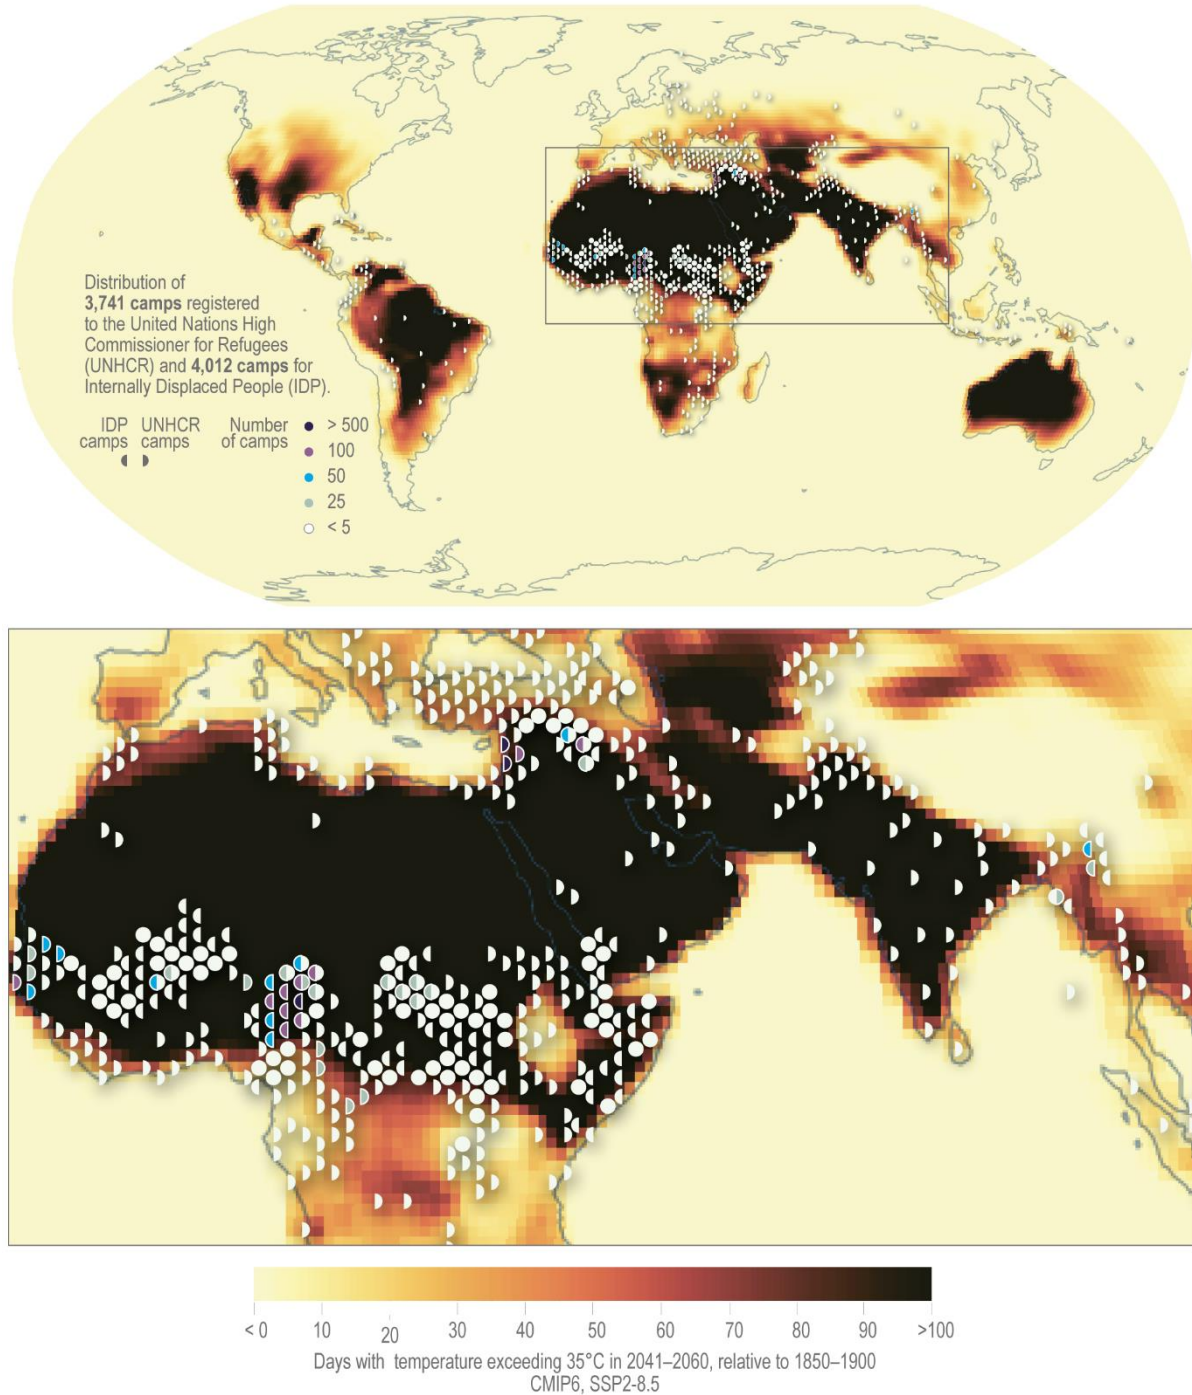 Distribution of
3,741 camps registered
to the United Nations High
Commissioner for Refugees
(UNHCR) and 4,012 camps for
Internally Displaced People (IDP).
IDP UNHCR Number
camps camps of camps
> 500
100
50
25
< 5
< 0 10 20 30 40 50 60 70 80 90 >100
Days with temperature exceeding 35°C in 2041–2060, relative to 1850–1900
CMIP6, SSP2-8.5